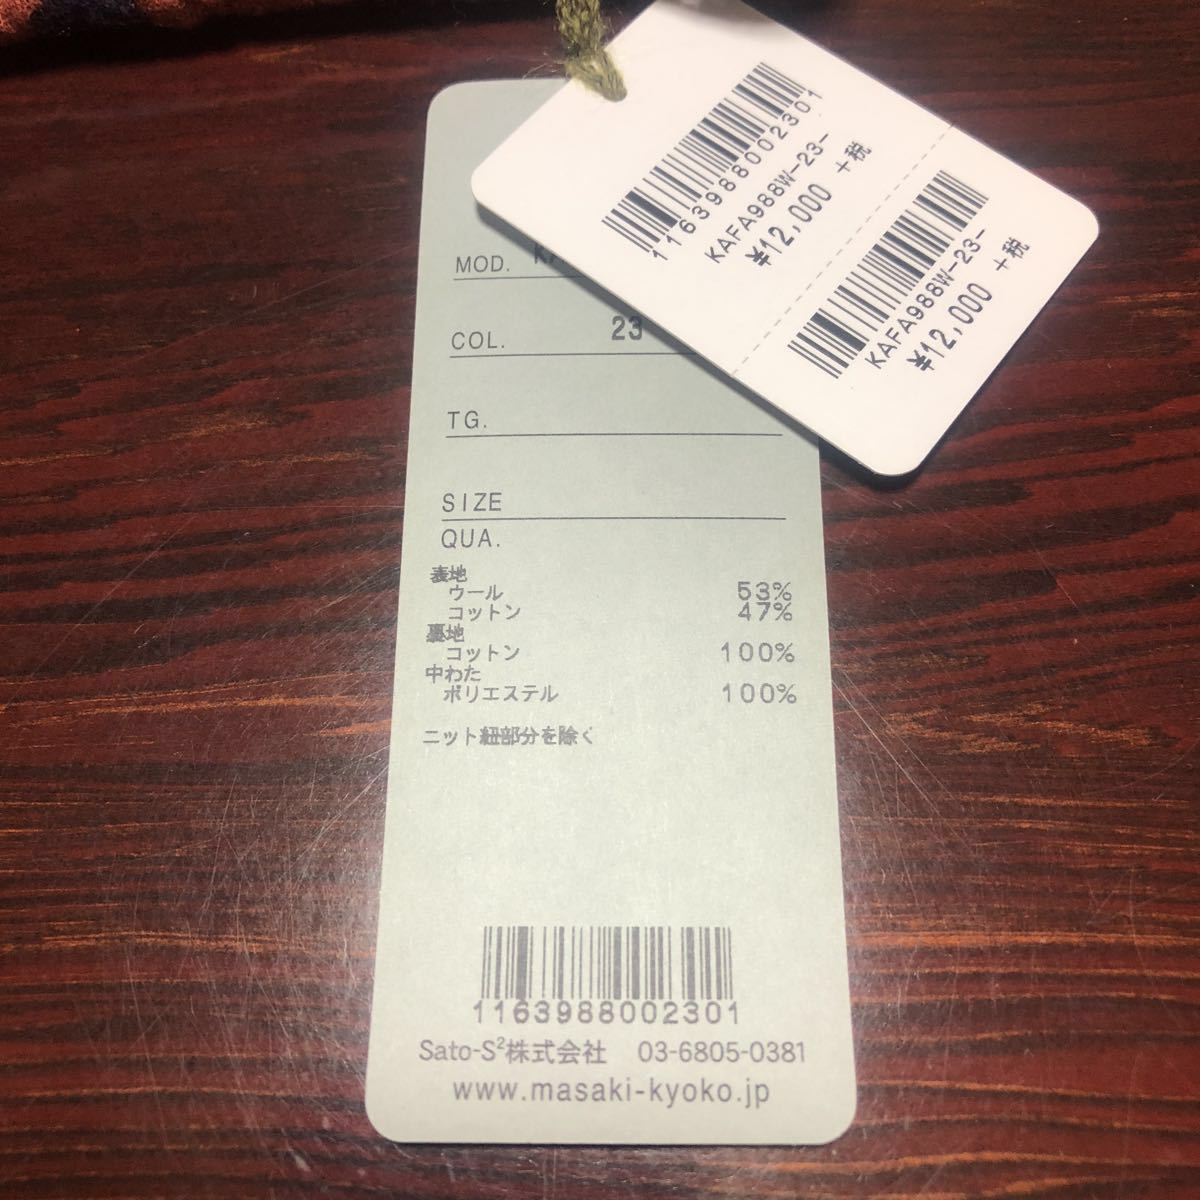 1163988002301
KAFA988W-23-
¥12,000 +税
KAFA988W-23-
¥12,000 +税
MOD.
COL. 23
TG.
SIZE
QUA.
表地
ウール 53%
コットン 47%
裏地
コットン 100%
中わた
ポリエステル 100%
ニット紐部分を除く
1163988002301
Sato-S²株式会社 03-6805-0381
www.masaki-kyoko.jp